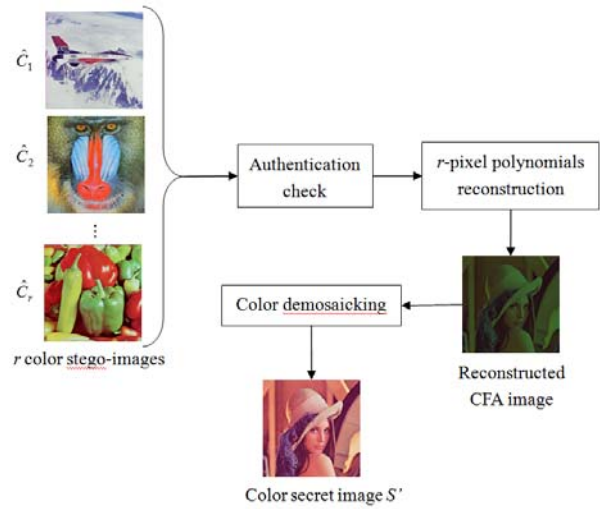 Ĉ₁
Ĉ₂
⋮
Ĉᵣ
r color stego-images
Authentication
check
r-pixel polynomials
reconstruction
Color demosaicking
Reconstructed
CFA image
Color secret image S'